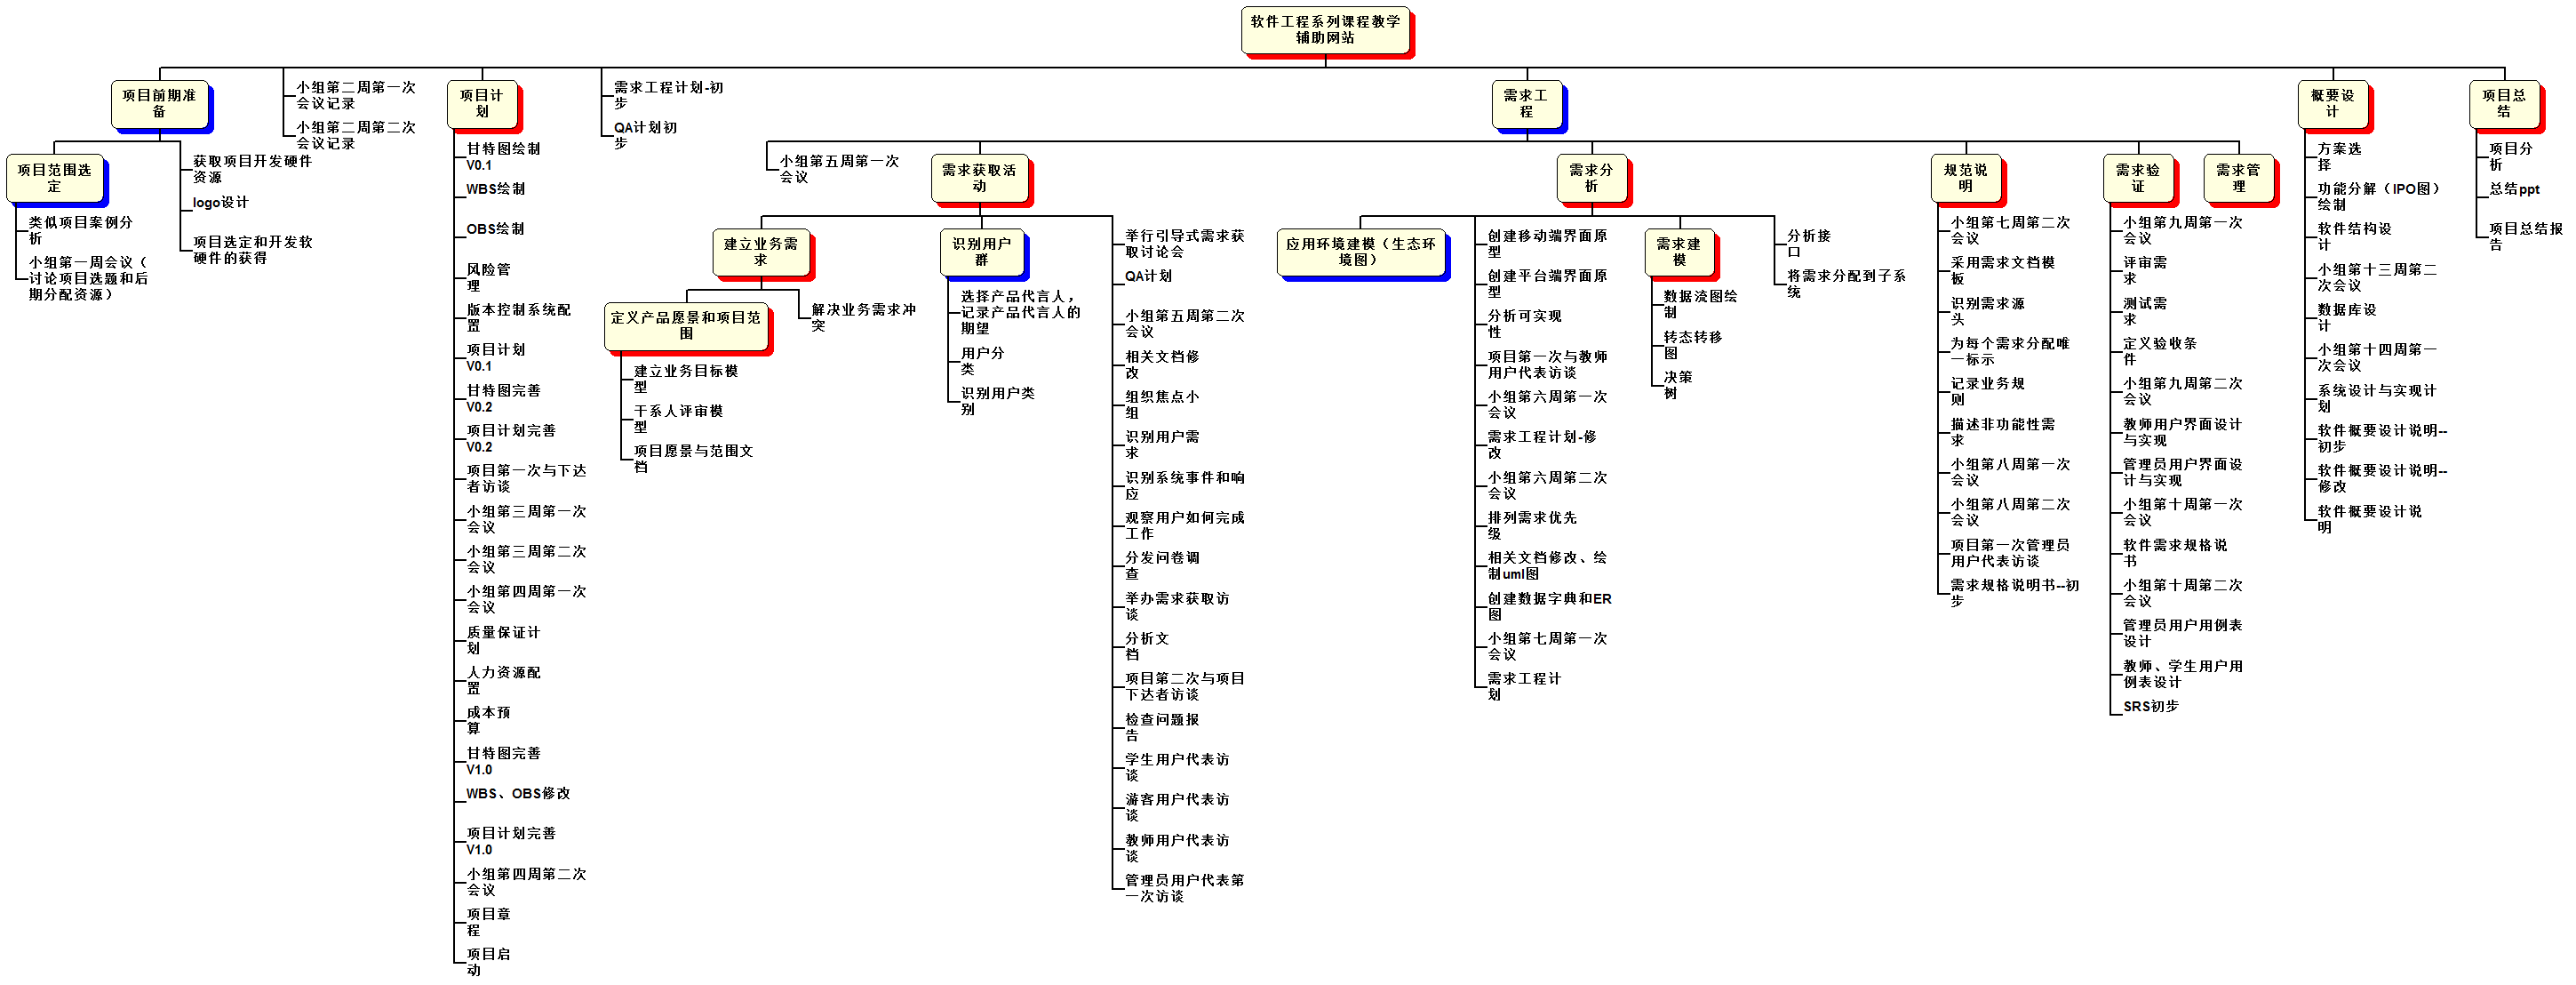 软件工程系列课程教学
辅助网站
项目前期准
备
项目范围选
定
类似项目案例分
析
小组第一周会议（
讨论项目选题和后
期分配资源）
获取项目开发硬件
资源
logo设计
项目选定和开发软
硬件的获得
小组第二周第一次
会议记录
小组第二周第二次
会议记录
项目计
划
甘特图绘制
V0.1
WBS绘制
OBS绘制
风险管
理
版本控制系统配
置
项目计划
V0.1
甘特图完善
V0.2
项目计划完善
V0.2
项目第一次与下达
者访谈
小组第三周第一次
会议
小组第三周第二次
会议
小组第四周第一次
会议
质量保证计
划
人力资源配
置
成本预
算
甘特图完善
V1.0
WBS、OBS修改
项目计划完善
V1.0
小组第四周第二次
会议
项目章
程
项目启
动
需求工程计划-初
步
QA计划初
步
需求工
程
小组第五周第一次
会议
需求获取活
动
建立业务需
求
定义产品愿景和项目范
围
建立业务目标模
型
干系人评审模
型
项目愿景与范围文
档
解决业务需求冲
突
识别用户
群
选择产品代言人，
记录产品代言人的
期望
用户分
类
识别用户类
别
举行引导式需求获
取讨论会
QA计划
小组第五周第二次
会议
相关文档修
改
组织焦点小
组
识别用户需
求
识别系统事件和响
应
观察用户如何完成
工作
分发问卷调
查
举办需求获取访
谈
分析文
档
项目第二次与项目
下达者访谈
检查问题报
告
学生用户代表访
谈
游客用户代表访
谈
教师用户代表访
谈
管理员用户代表第
一次访谈
需求分
析
应用环境建模（生态环
境图）
创建移动端界面原
型
创建平台端界面原
型
分析可实现
性
项目第一次与教师
用户代表访谈
小组第六周第一次
会议
需求工程计划-修
改
小组第六周第二次
会议
排列需求优先
级
相关文档修改、绘
制uml图
创建数据字典和ER
图
小组第七周第一次
会议
需求工程计
划
需求建
模
数据流图绘
制
转态转移
图
决策
树
分析接
口
将需求分配到子系
统
规范说
明
小组第七周第二次
会议
采用需求文档模
板
识别需求源
头
为每个需求分配唯
一标示
记录业务规
则
描述非功能性需
求
小组第八周第一次
会议
小组第八周第二次
会议
项目第一次管理员
用户代表访谈
需求规格说明书--初
步
需求验
证
小组第九周第一次
会议
评审需
求
测试需
求
定义验收条
件
小组第九周第二次
会议
教师用户界面设计
与实现
管理员用户界面设
计与实现
小组第十周第一次
会议
软件需求规格说
书
小组第十周第二次
会议
管理员用户用例表
设计
教师、学生用户用
例表设计
SRS初步
需求管
理
概要设
计
方案选
择
功能分解（IPO图）
绘制
软件结构设
计
小组第十三周第二
次会议
数据库设
计
小组第十四周第一
次会议
系统设计与实现计
划
软件概要设计说明--
初步
软件概要设计说明--
修改
软件概要设计说
明
项目总
结
项目分
析
总结ppt
项目总结报
告